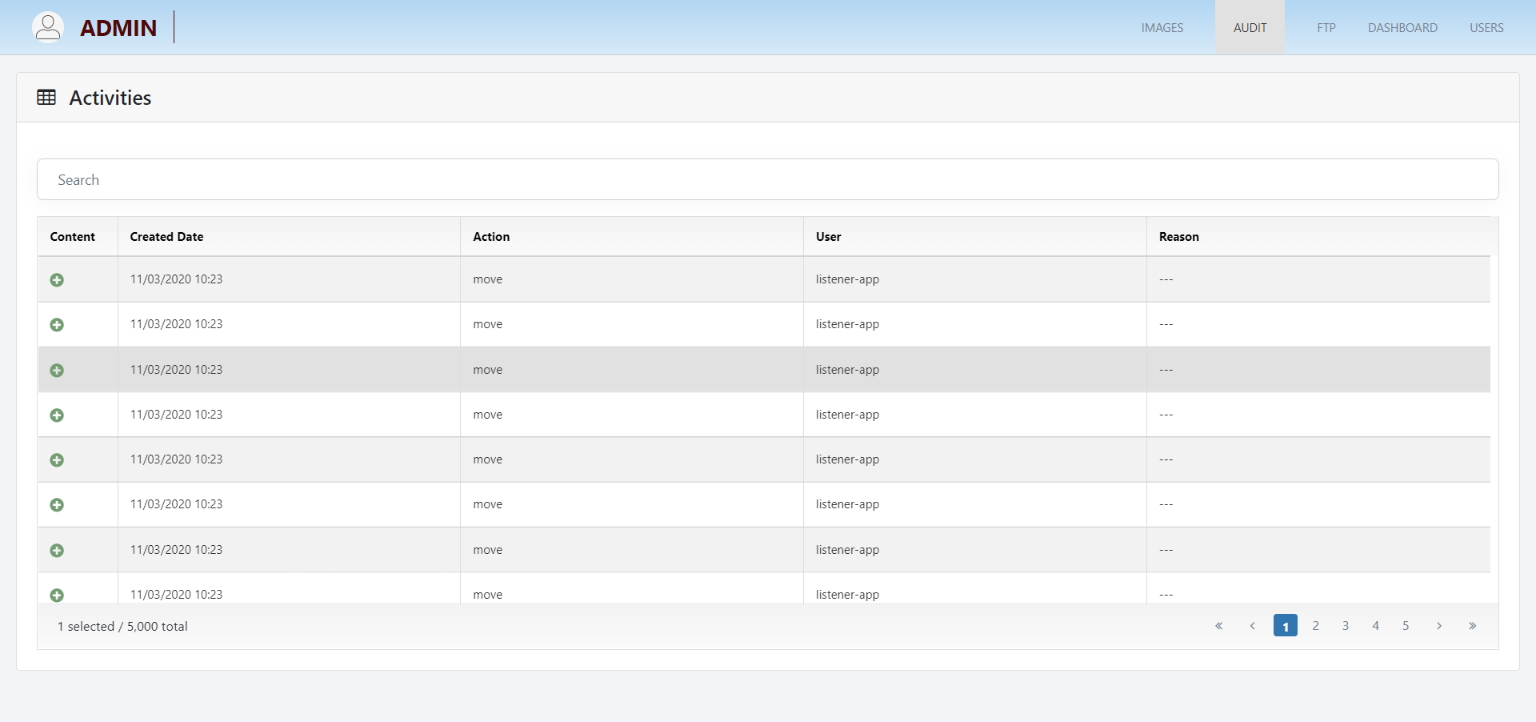 ADMIN IMAGES AUDIT FTP DASHBOARD USERS
Activities
Search
Content Created Date Action User Reason
11/03/2020 10:23 move listener-app ---
11/03/2020 10:23 move listener-app ---
11/03/2020 10:23 move listener-app ---
11/03/2020 10:23 move listener-app ---
11/03/2020 10:23 move listener-app ---
11/03/2020 10:23 move listener-app ---
11/03/2020 10:23 move listener-app ---
11/03/2020 10:23 move listener-app ---
1 selected / 5,000 total « ‹ 1 2 3 4 5 › »